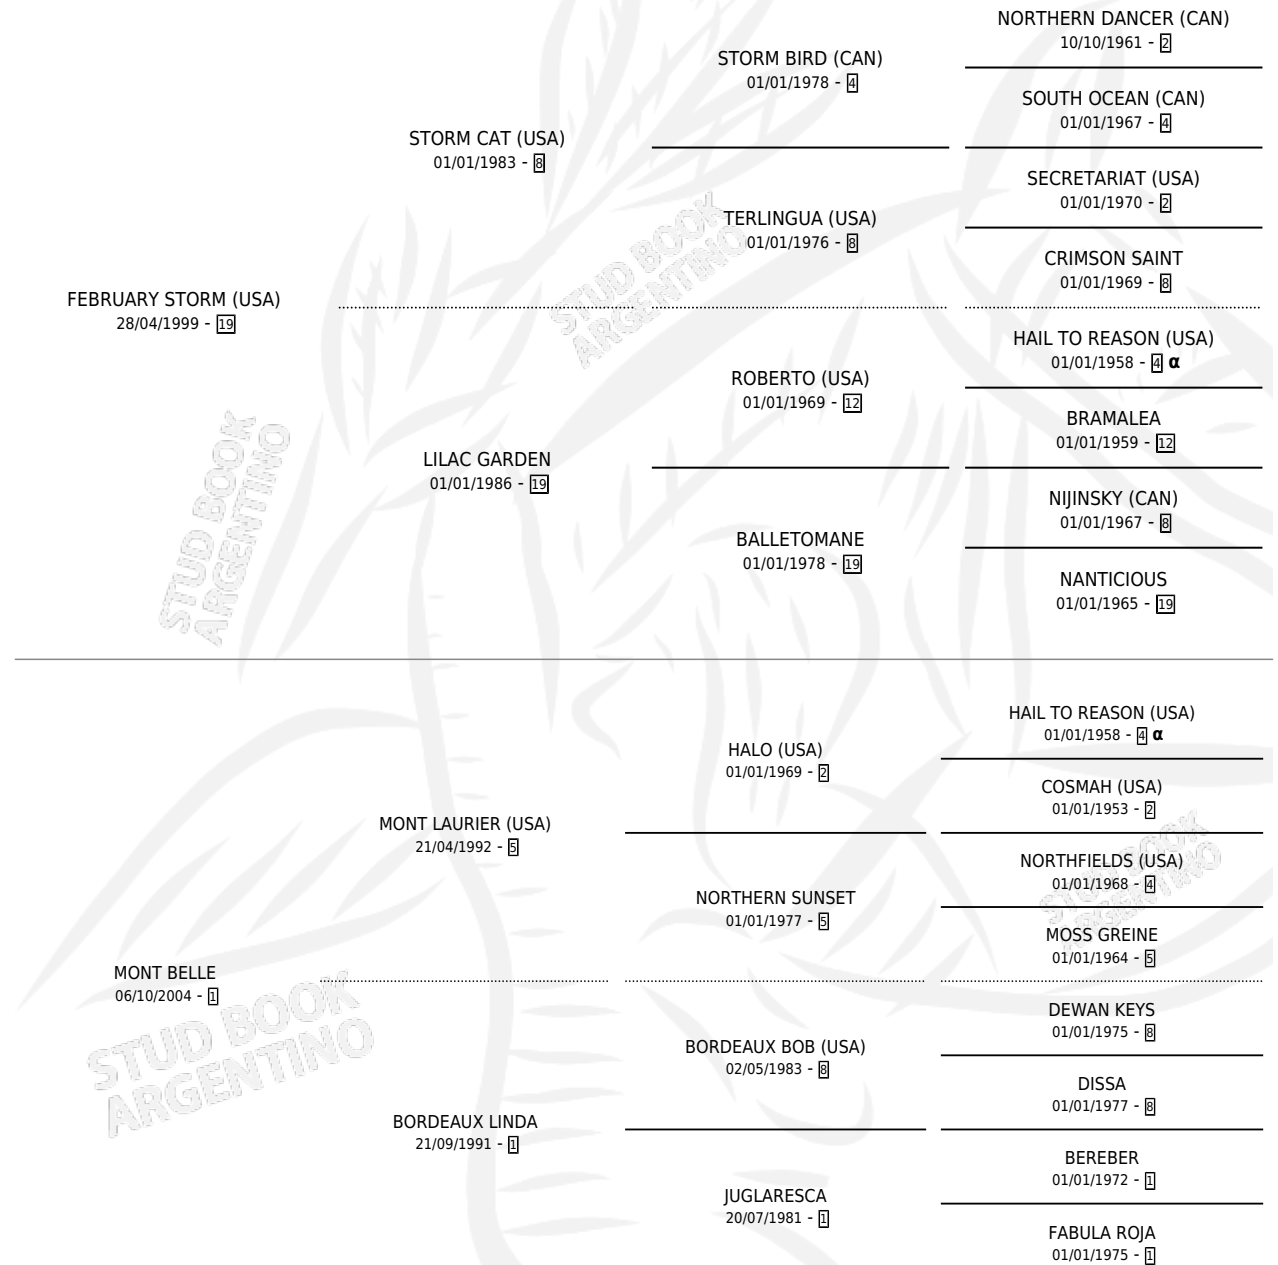 NORTHERN DANCER (CAN)
10/10/1961 - 2
STORM BIRD (CAN)
01/01/1978 - 4
SOUTH OCEAN (CAN)
01/01/1967 - 4
STORM CAT (USA)
01/01/1983 - 8
SECRETARIAT (USA)
01/01/1970 - 2
TERLINGUA (USA)
01/01/1976 - 8
CRIMSON SAINT
01/01/1969 - 8
STUD BOOK
ARGENTINO
FEBRUARY STORM (USA)
28/04/1999 - 19
HAIL TO REASON (USA)
01/01/1958 - 4 α
ROBERTO (USA)
01/01/1969 - 12
BRAMALEA
01/01/1959 - 12
LILAC GARDEN
01/01/1986 - 19
NIJINSKY (CAN)
01/01/1967 - 8
BALLETOMANE
01/01/1978 - 19
NANTICIOUS
01/01/1965 - 19
STUD BOOK
ARGENTINO
HAIL TO REASON (USA)
01/01/1958 - 4 α
HALO (USA)
01/01/1969 - 2
COSMAH (USA)
01/01/1953 - 2
MONT LAURIER (USA)
21/04/1992 - 5
NORTHFIELDS (USA)
01/01/1968 - 4
NORTHERN SUNSET
01/01/1977 - 5
MOSS GREINE
01/01/1964 - 5
STUD BOOK
ARGENTINO
MONT BELLE
06/10/2004 - 1
DEWAN KEYS
01/01/1975 - 8
BORDEAUX BOB (USA)
02/05/1983 - 8
DISSA
01/01/1977 - 8
BORDEAUX LINDA
21/09/1991 - 1
BEREBER
01/01/1972 - 1
JUGLARESCA
20/07/1981 - 1
FABULA ROJA
01/01/1975 - 1
STUD BOOK
ARGENTINO